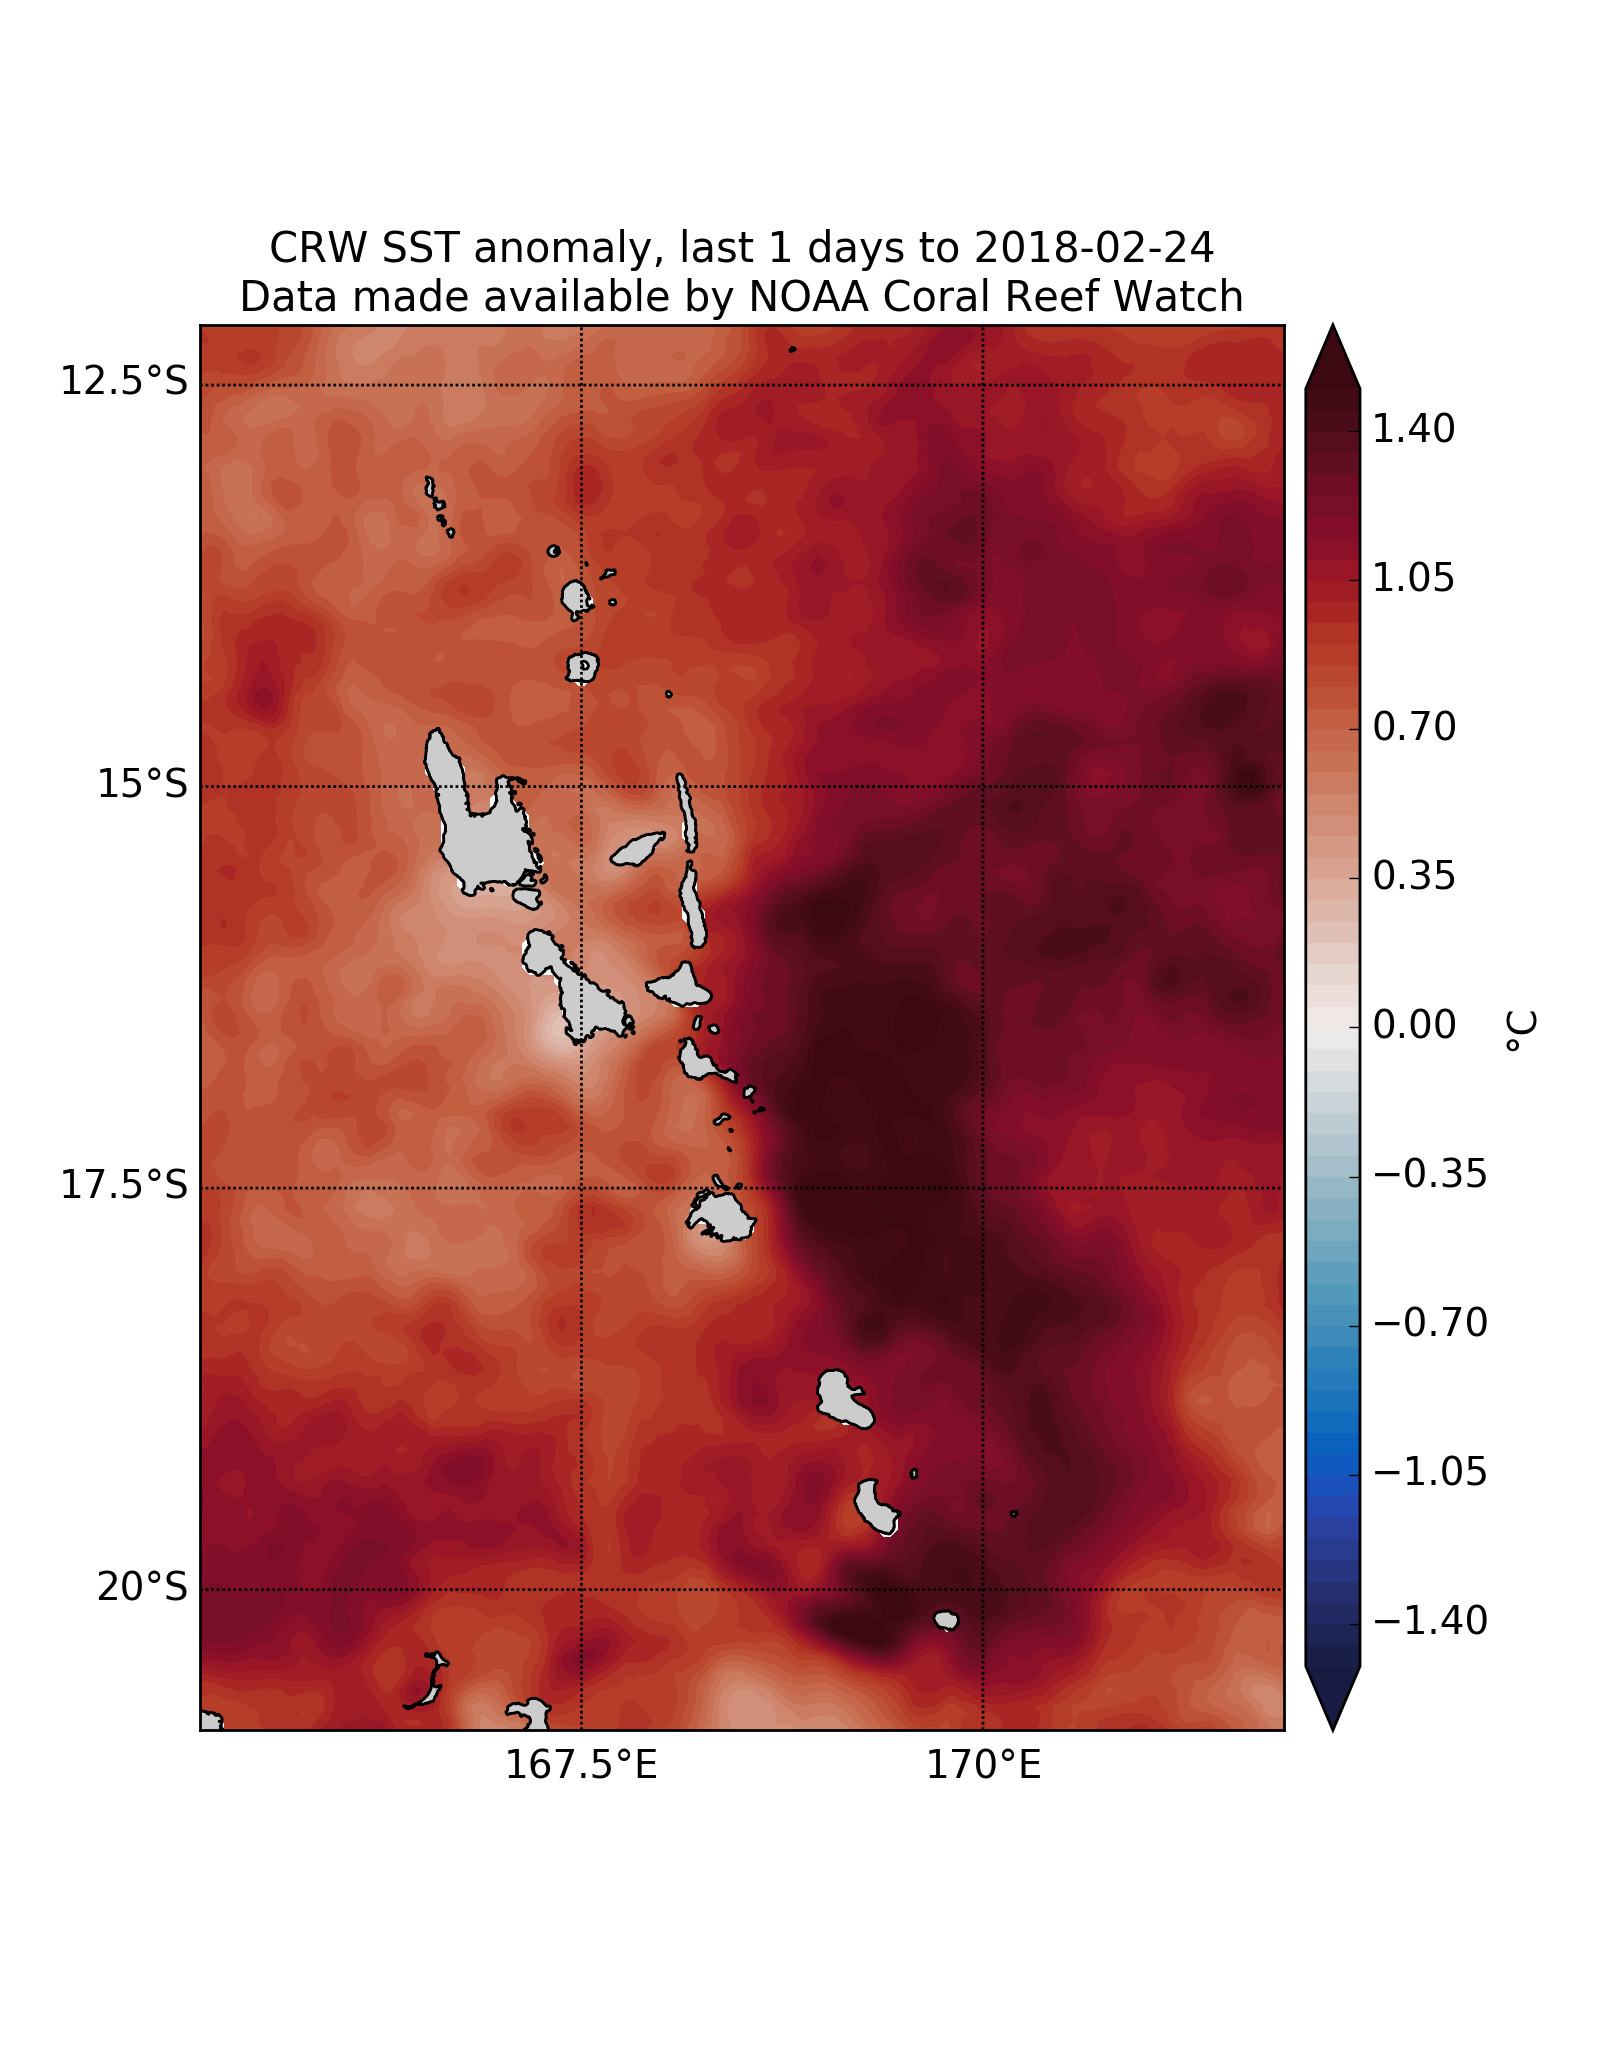 CRW SST anomaly, last 1 days to 2018-02-24
Data made available by NOAA Coral Reef Watch
12.5°S
15°S
17.5°S
20°S
167.5°E
170°E
1.40
1.05
0.70
0.35
0.00
−0.35
−0.70
−1.05
−1.40
°C